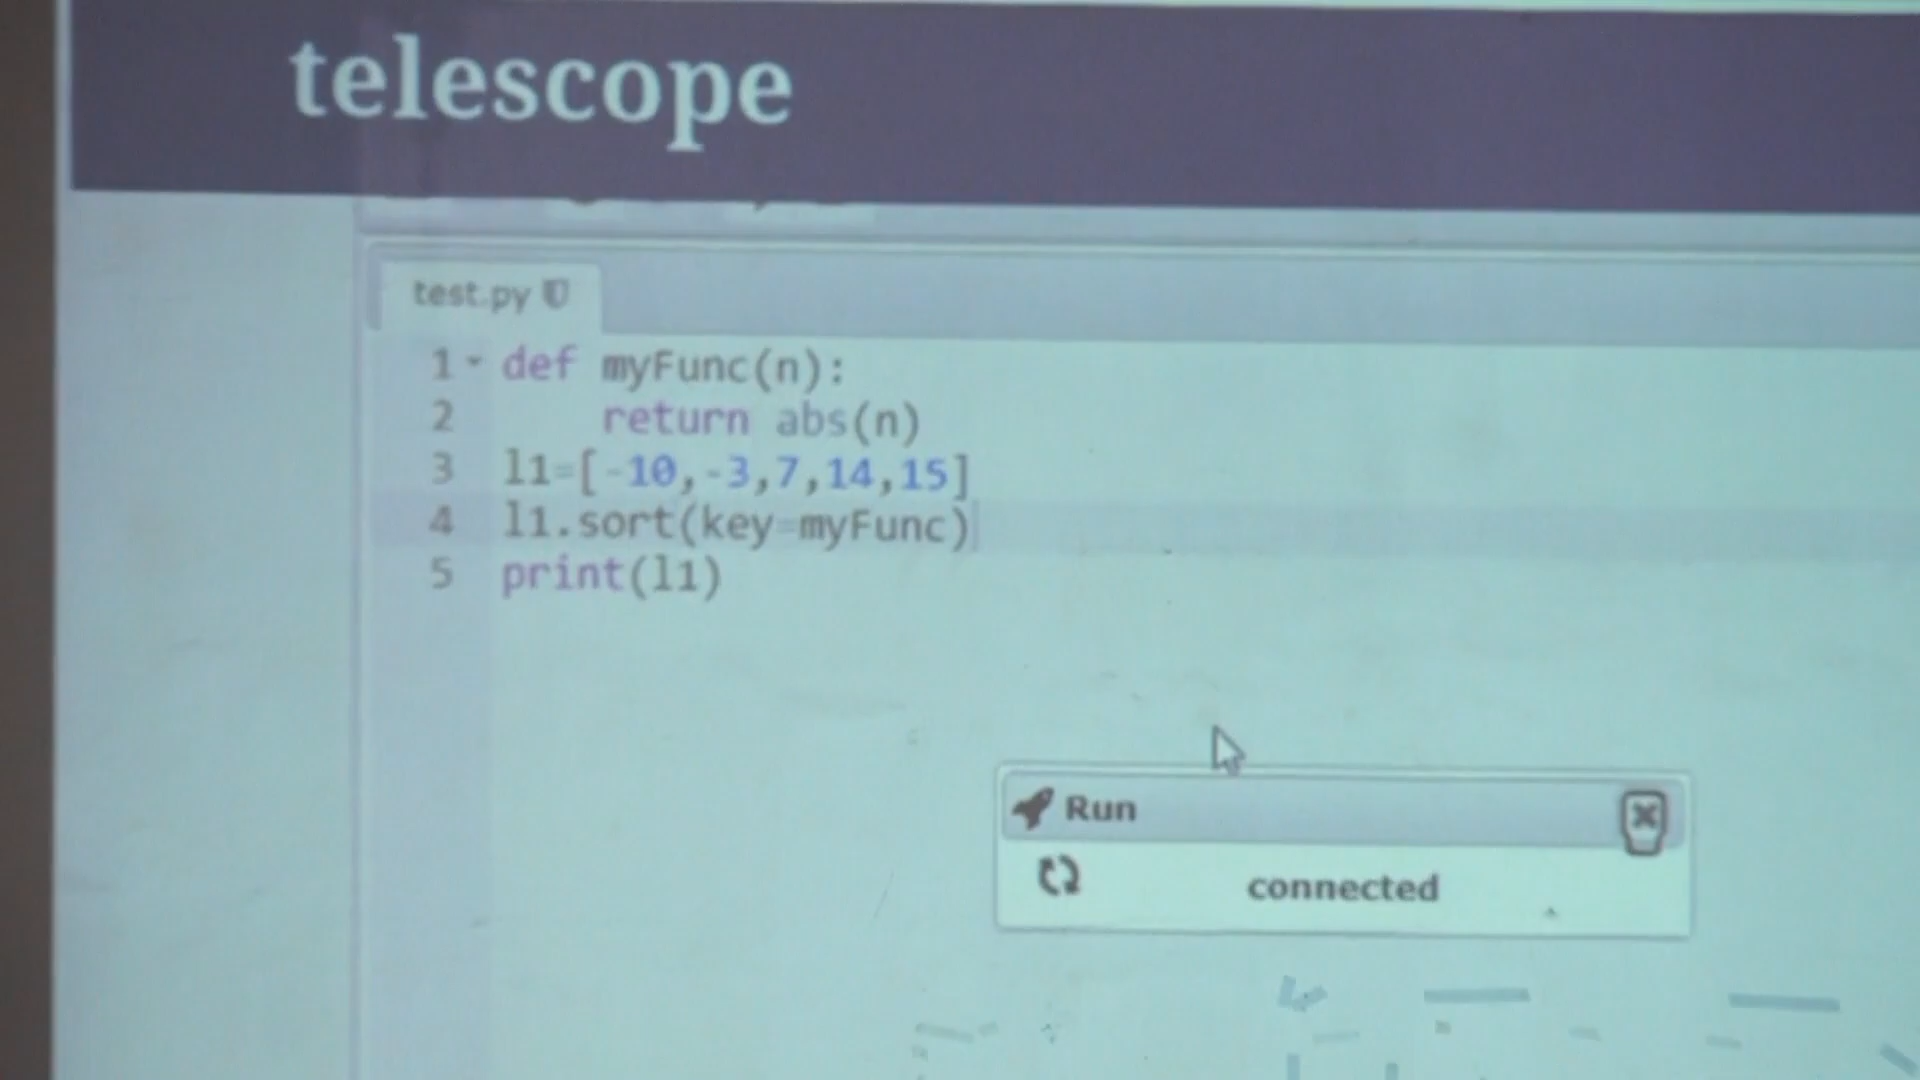 telescope
test.py
1 def myFunc(n):
2 return abs(n)
3 l1=[-10,-3,7,14,15]
4 l1.sort(key=myFunc)
5 print(l1)
Run
connected